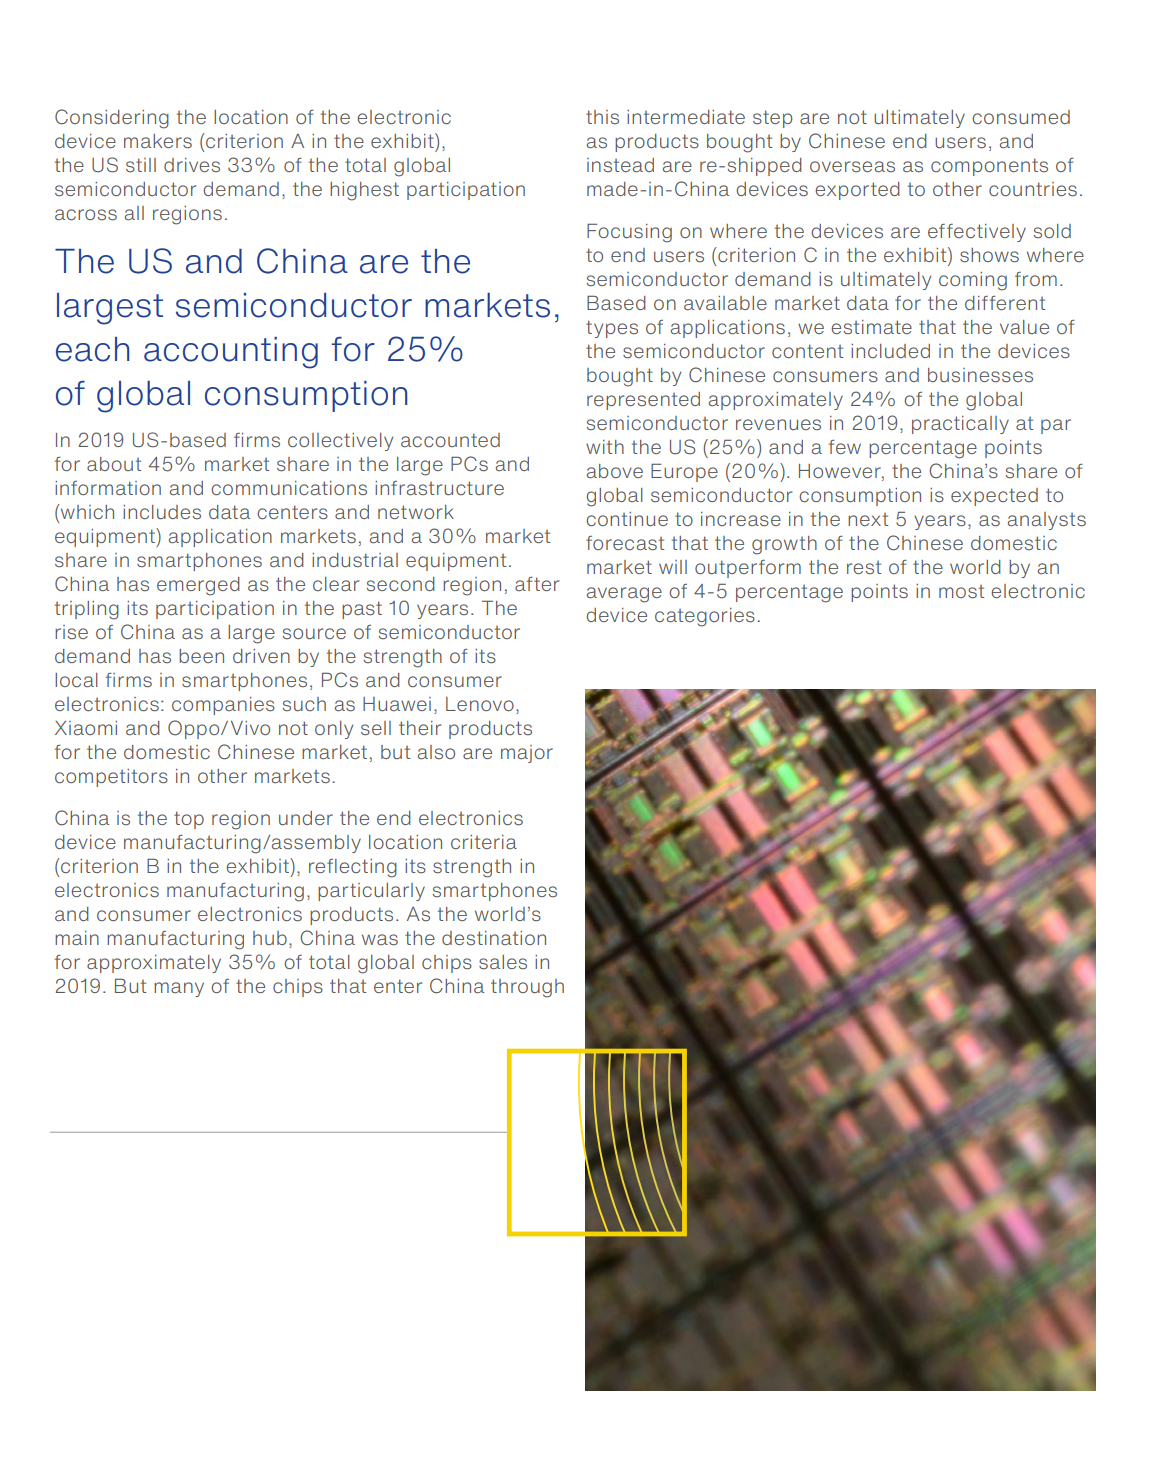 Considering the location of the electronic
device makers (criterion A in the exhibit),
the US still drives 33% of the total global
semiconductor demand, the highest participation
across all regions.
The US and China are the
largest semiconductor markets,
each accounting for 25%
of global consumption
In 2019 US-based firms collectively accounted
for about 45% market share in the large PCs and
information and communications infrastructure
(which includes data centers and network
equipment) application markets, and a 30% market
share in smartphones and industrial equipment.
China has emerged as the clear second region, after
tripling its participation in the past 10 years. The
rise of China as a large source of semiconductor
demand has been driven by the strength of its
local firms in smartphones, PCs and consumer
electronics: companies such as Huawei, Lenovo,
Xiaomi and Oppo/Vivo not only sell their products
for the domestic Chinese market, but also are major
competitors in other markets.
China is the top region under the end electronics
device manufacturing/assembly location criteria
(criterion B in the exhibit), reflecting its strength in
electronics manufacturing, particularly smartphones
and consumer electronics products. As the world's
main manufacturing hub, China was the destination
for approximately 35% of total global chips sales in
2019. But many of the chips that enter China through
this intermediate step are not ultimately consumed
as products bought by Chinese end users, and
instead are re-shipped overseas as components of
made-in-China devices exported to other countries.
Focusing on where the devices are effectively sold
to end users (criterion C in the exhibit) shows where
semiconductor demand is ultimately coming from.
Based on available market data for the different
types of applications, we estimate that the value of
the semiconductor content included in the devices
bought by Chinese consumers and businesses
represented approximately 24% of the global
semiconductor revenues in 2019, practically at par
with the US (25%) and a few percentage points
above Europe (20%). However, the China's share of
global semiconductor consumption is expected to
continue to increase in the next 5 years, as analysts
forecast that the growth of the Chinese domestic
market will outperform the rest of the world by an
average of 4-5 percentage points in most electronic
device categories.